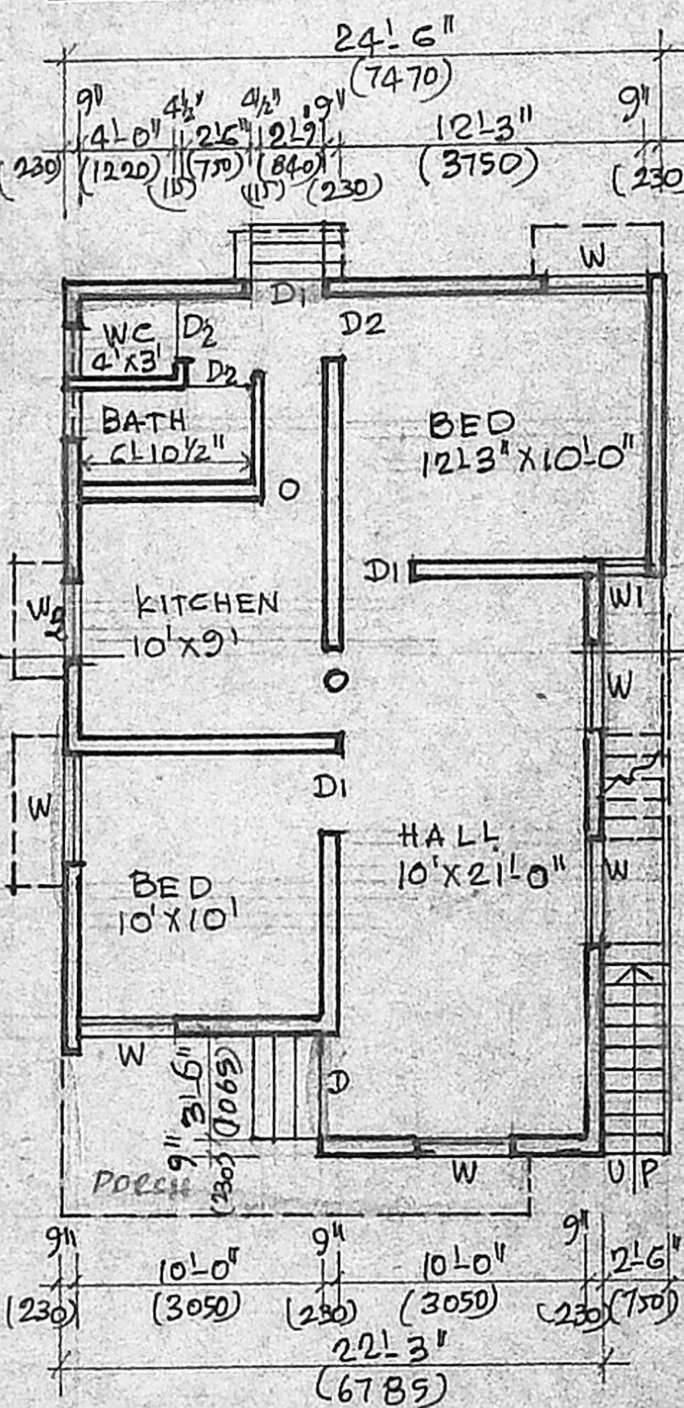 24'-6"
(7470)
9" 4'-0" 4½" 2'-6" 4½" 2'-9" 9" 12'-3" 9"
(230) (1220) (115) (750) (115) (840) (230) (3750) (230)
W
D1
WC D2 D2
4'X3'
D2
BATH
6'-10½"
BED
12'-3" X 10'-0"
O
D1
KITCHEN
10'X9'
W2
W1
O
W
D1
W
HALL
10'X21'-0"
W
BED
10'X10'
W
9" 3'-6"
(230) (1065)
D
PORCH
W
UP
9" 10'-0" 9" 10'-0" 9" 2'-6"
(230) (3050) (230) (3050) (230) (750)
22'-3"
(6785)